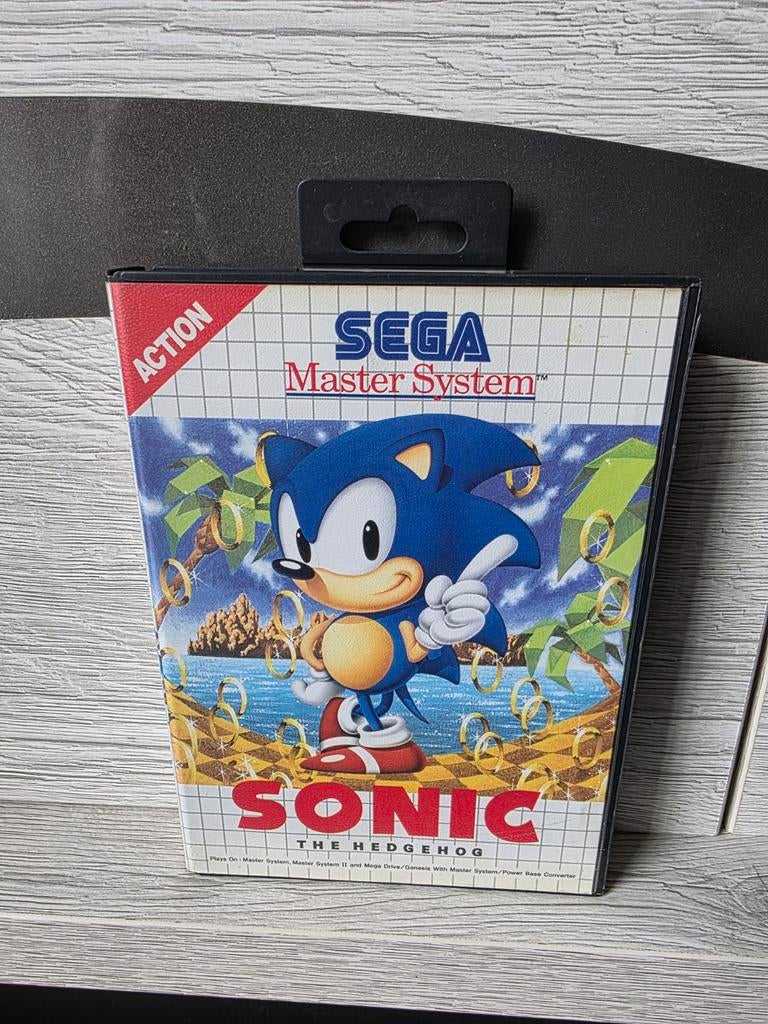 ACTION
SEGA
Master System™
SONIC
THE HEDGEHOG
Plays On: Master System, Master System II and Mega Drive/Genesis With Master System/Power Base Converter